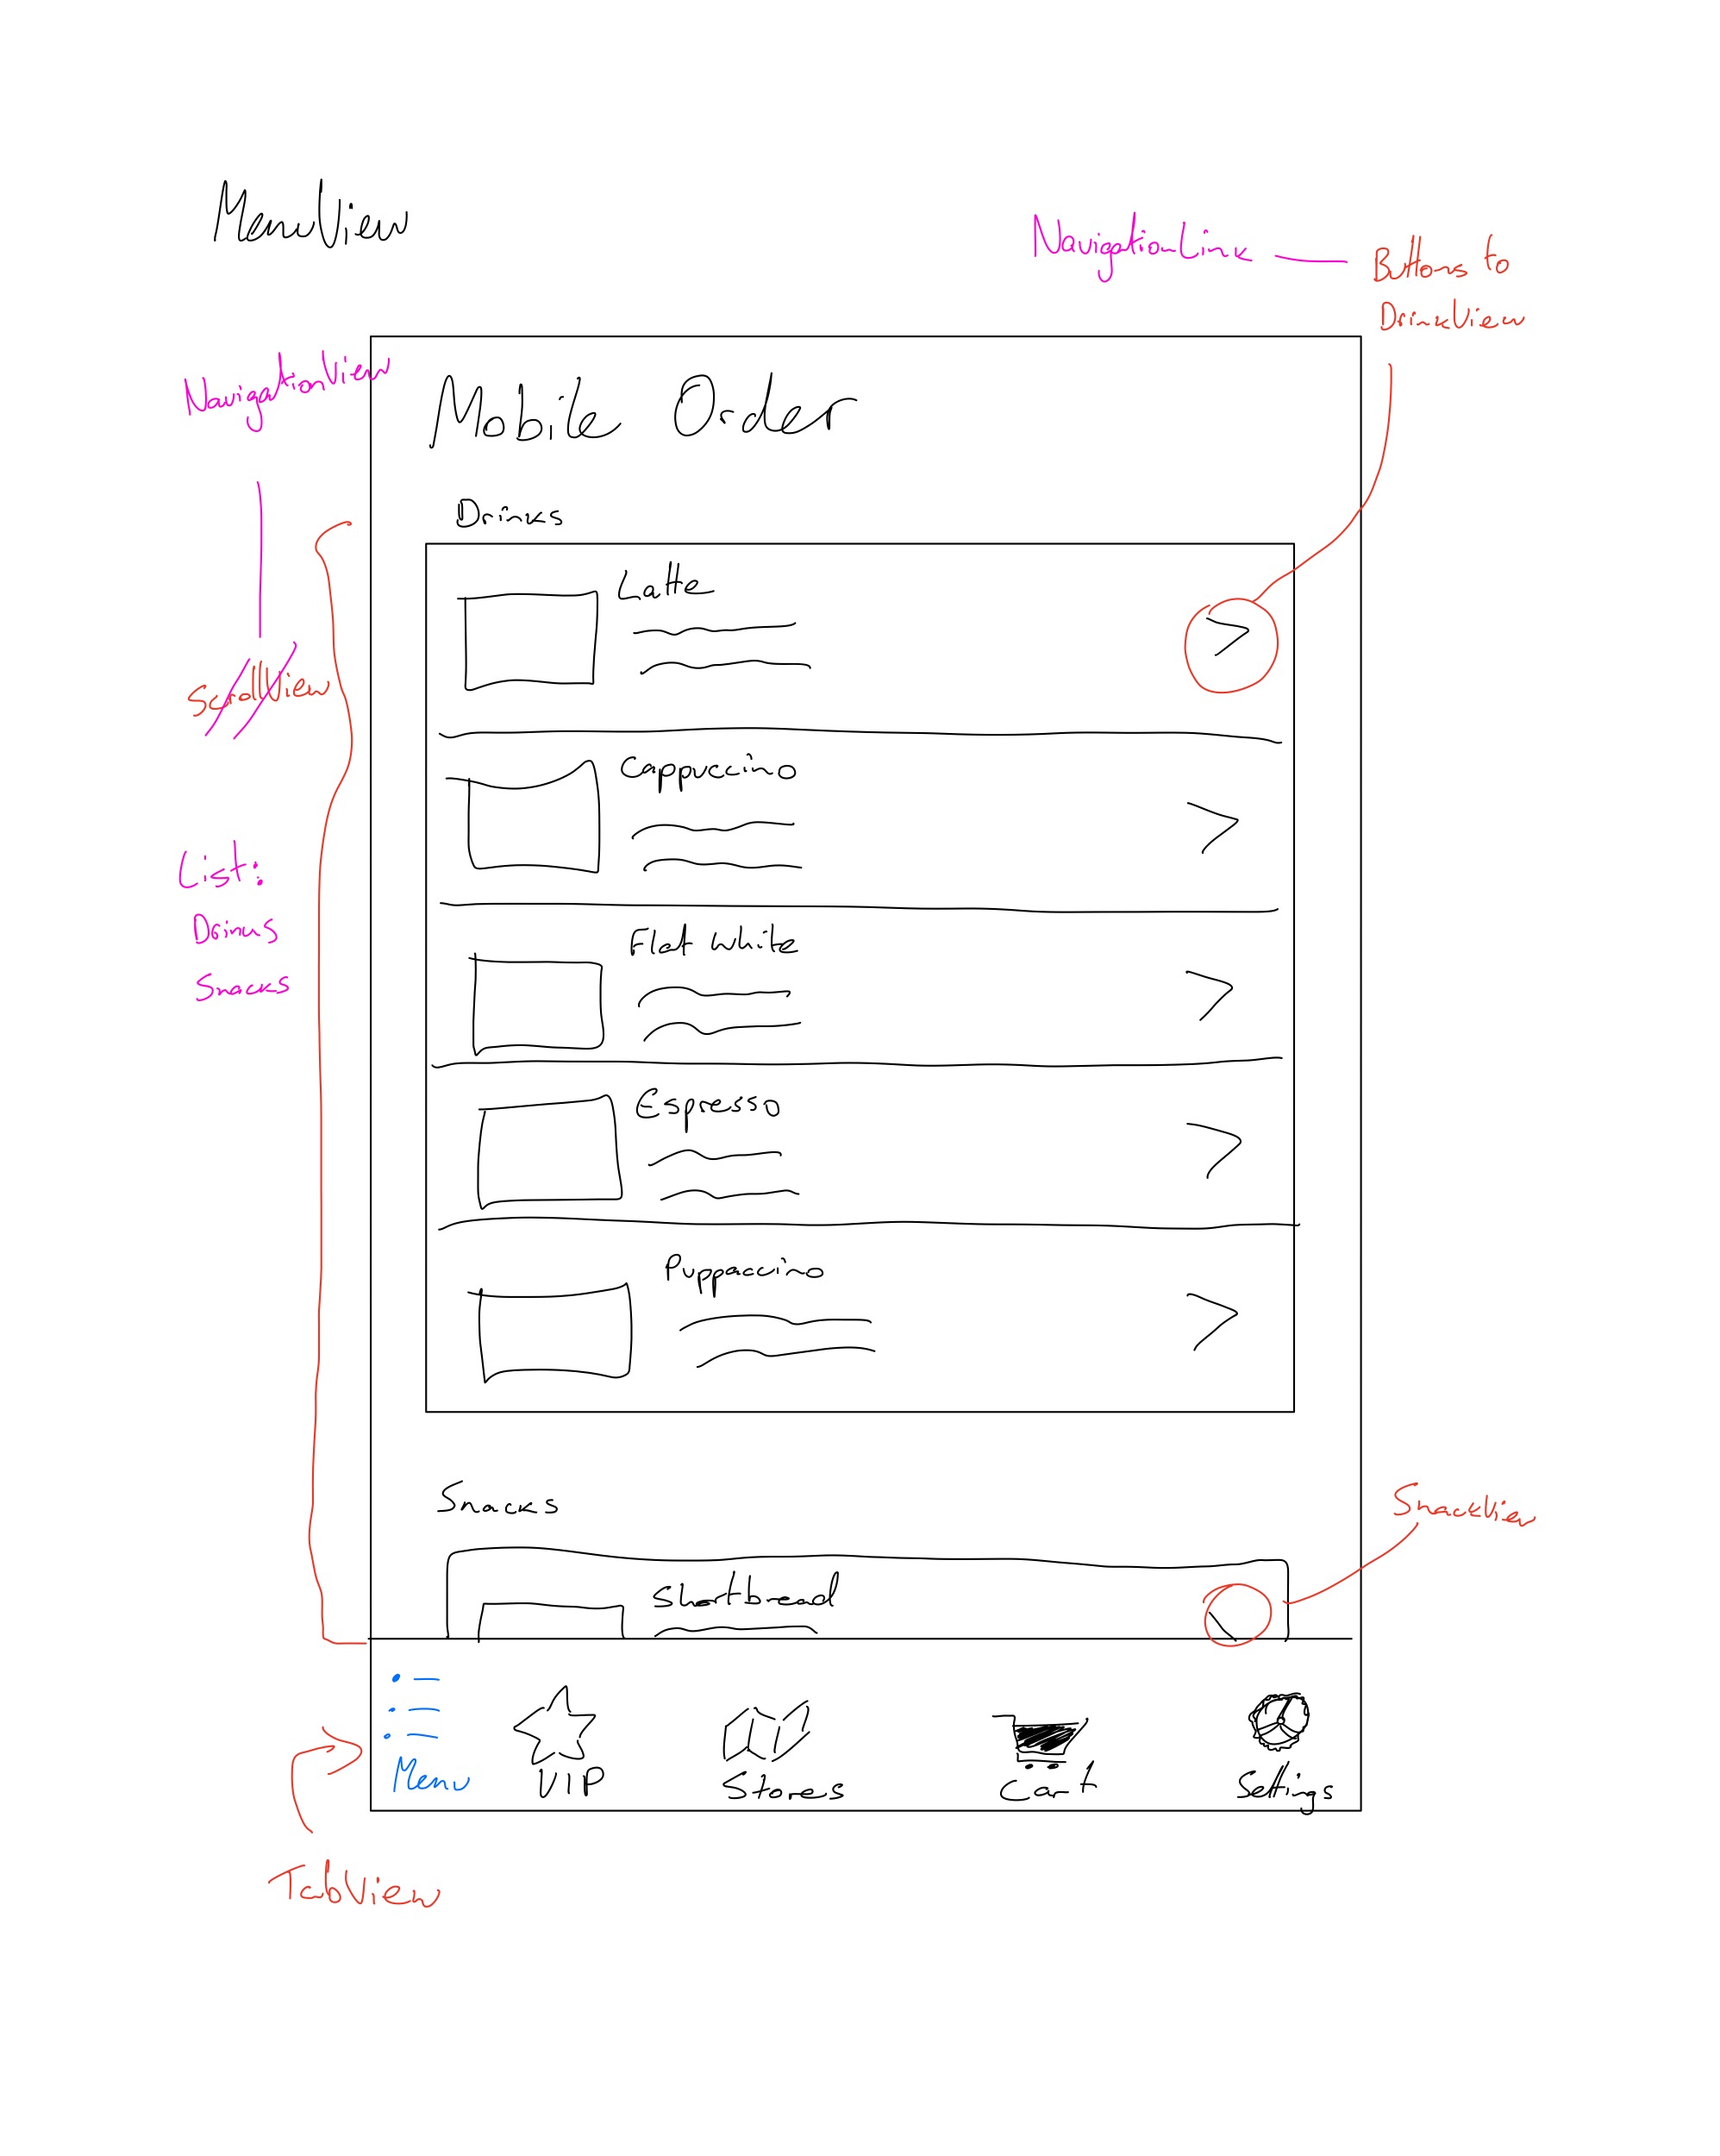 MenuView
NavigationLink
Buttons to
DrinkView
NavigationView
Mobile Order
Drinks
Latte
ScrollView
Cappuccino
List:
Drinks
Snacks
Flat White
Espresso
Puppaccino
Snacks
SnackView
Shortbread
Menu
VIP
Stores
Cart
Settings
TabView